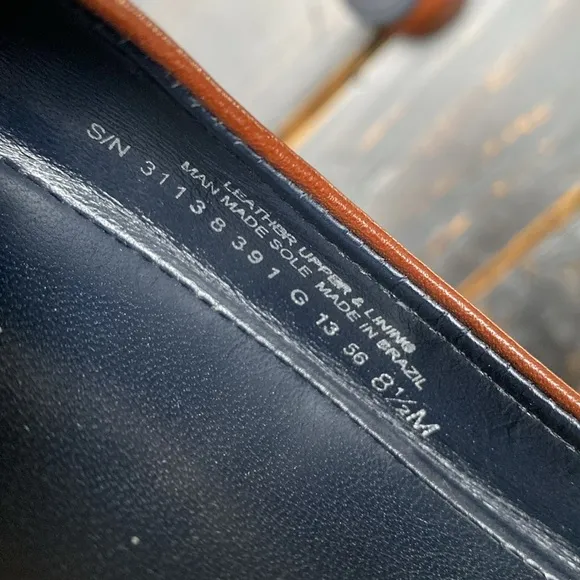 LEATHER UPPER & LINING
MAN MADE SOLE MADE IN BRAZIL
S/N 31138391 G 13 56 8½M